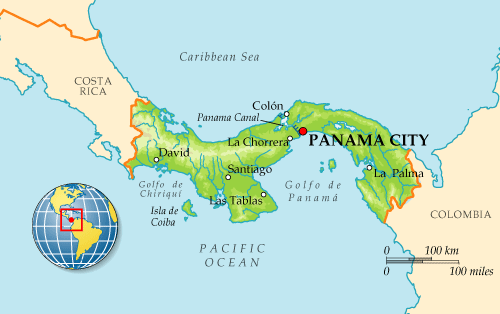 Caribbean Sea
COSTA
RICA
Colón
Panama Canal
PANAMA CITY
La Chorrera
David
Santiago
La Palma
Golfo de
Chiriquí
Golfo de
Panamá
Las Tablas
Isla de
Coiba
COLOMBIA
PACIFIC
OCEAN
0 100 km
0 100 miles